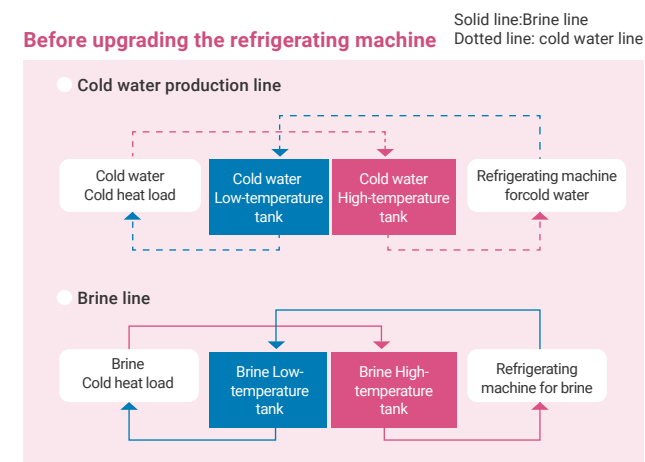 Before upgrading the refrigerating machine
Solid line:Brine line
Dotted line: cold water line
Cold water production line
Cold water
Cold heat load
Cold water
Low-temperature
tank
Cold water
High-temperature
tank
Refrigerating machine
forcold water
Brine line
Brine
Cold heat load
Brine Low-
temperature
tank
Brine High-
temperature
tank
Refrigerating
machine for brine